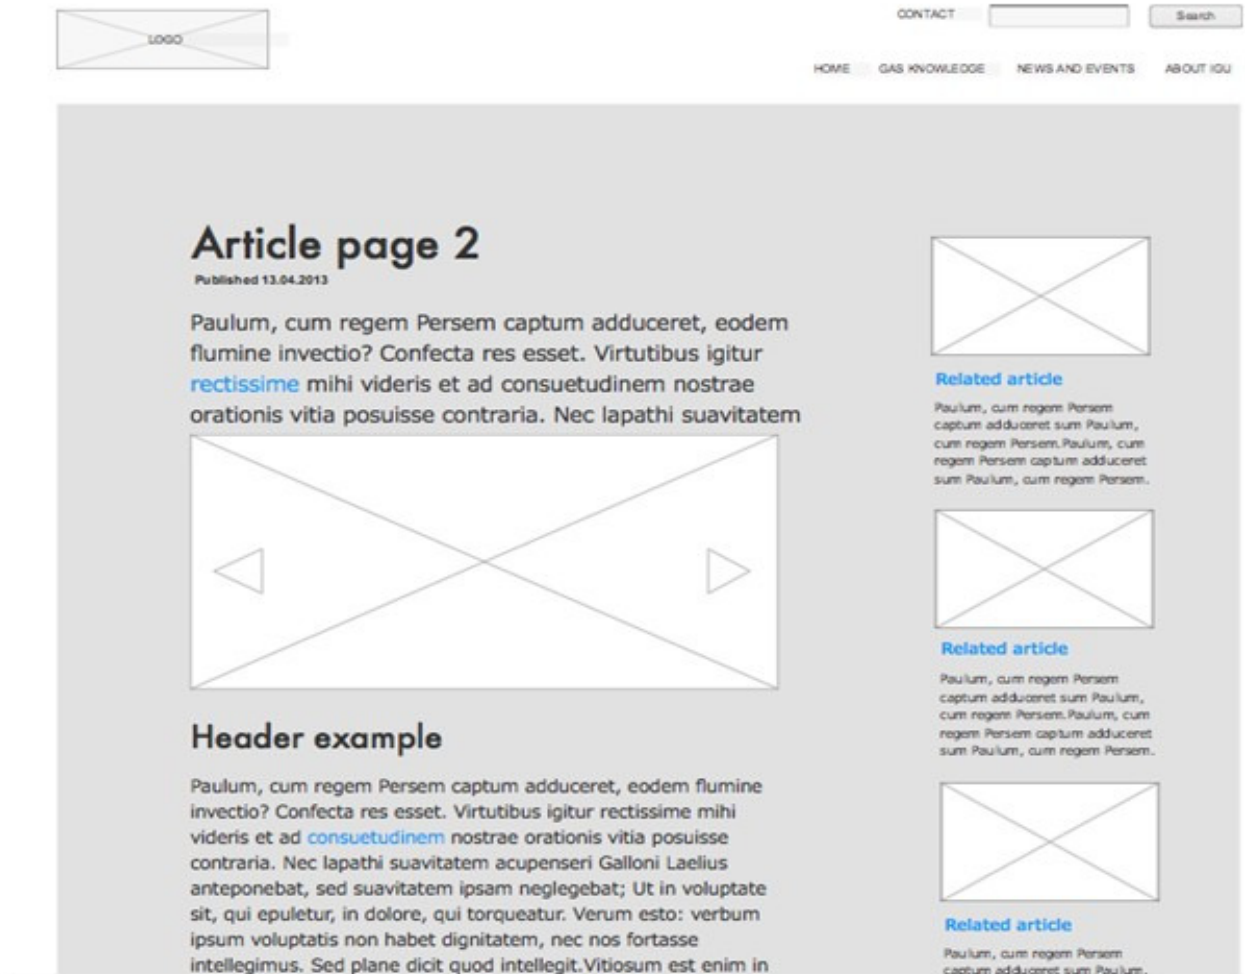 LOGO
CONTACT
Search
HOME GAS KNOWLEDGE NEWS AND EVENTS ABOUT IGU
Article page 2
Published 13.04.2013
Paulum, cum regem Persem captum adduceret, eodem
flumine invectio? Confecta res esset. Virtutibus igitur
rectissime mihi videris et ad consuetudinem nostrae
orationis vitia posuisse contraria. Nec lapathi suavitatem
Header example
Paulum, cum regem Persem captum adduceret, eodem flumine
invectio? Confecta res esset. Virtutibus igitur rectissime mihi
videris et ad consuetudinem nostrae orationis vitia posuisse
contraria. Nec lapathi suavitatem acupenseri Galloni Laelius
anteponebat, sed suavitatem ipsam neglegebat; Ut in voluptate
sit, qui epuletur, in dolore, qui torqueatur. Verum esto: verbum
ipsum voluptatis non habet dignitatem, nec nos fortasse
intellegimus. Sed plane dicit quod intellegit.Vitiosum est enim in
Related article
Paulum, cum regem Persem
captum adduceret sum Paulum,
cum regem Persem.Paulum, cum
regem Persem captum adduceret
sum Paulum, cum regem Persem.
Related article
Paulum, cum regem Persem
captum adduceret sum Paulum,
cum regem Persem.Paulum, cum
regem Persem captum adduceret
sum Paulum, cum regem Persem.
Related article
Paulum, cum regem Persem
captum adduceret sum Paulum,